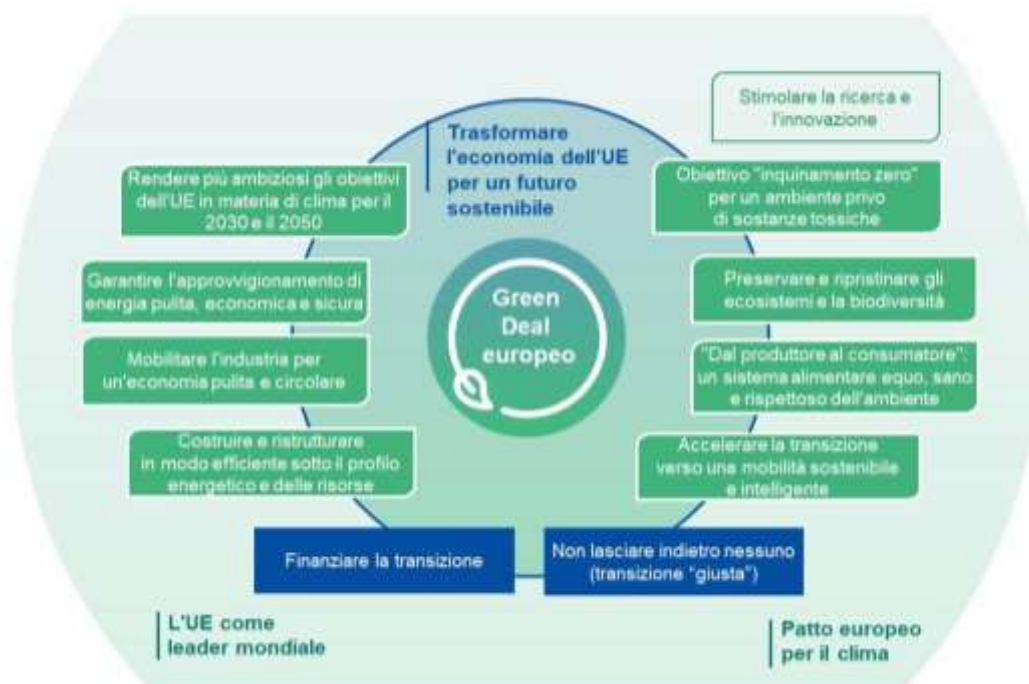 Stimolare la ricerca e
l'innovazione
Trasformare
l'economia dell'UE
per un futuro
sostenibile
Rendere più ambiziosi gli obiettivi
dell'UE in materia di clima per il
2030 e il 2050
Obiettivo "inquinamento zero"
per un ambiente privo
di sostanze tossiche
Garantire l'approvvigionamento di
energia pulita, economica e sicura
Green
Deal
europeo
Preservare e ripristinare gli
ecosistemi e la biodiversità
Mobilitare l'industria per
un'economia pulita e circolare
"Dal produttore al consumatore":
un sistema alimentare equo, sano
e rispettoso dell'ambiente
Costruire e ristrutturare
in modo efficiente sotto il profilo
energetico e delle risorse
Accelerare la transizione
verso una mobilità sostenibile
e intelligente
Finanziare la transizione
Non lasciare indietro nessuno
(transizione "giusta")
L'UE come
leader mondiale
Patto europeo
per il clima